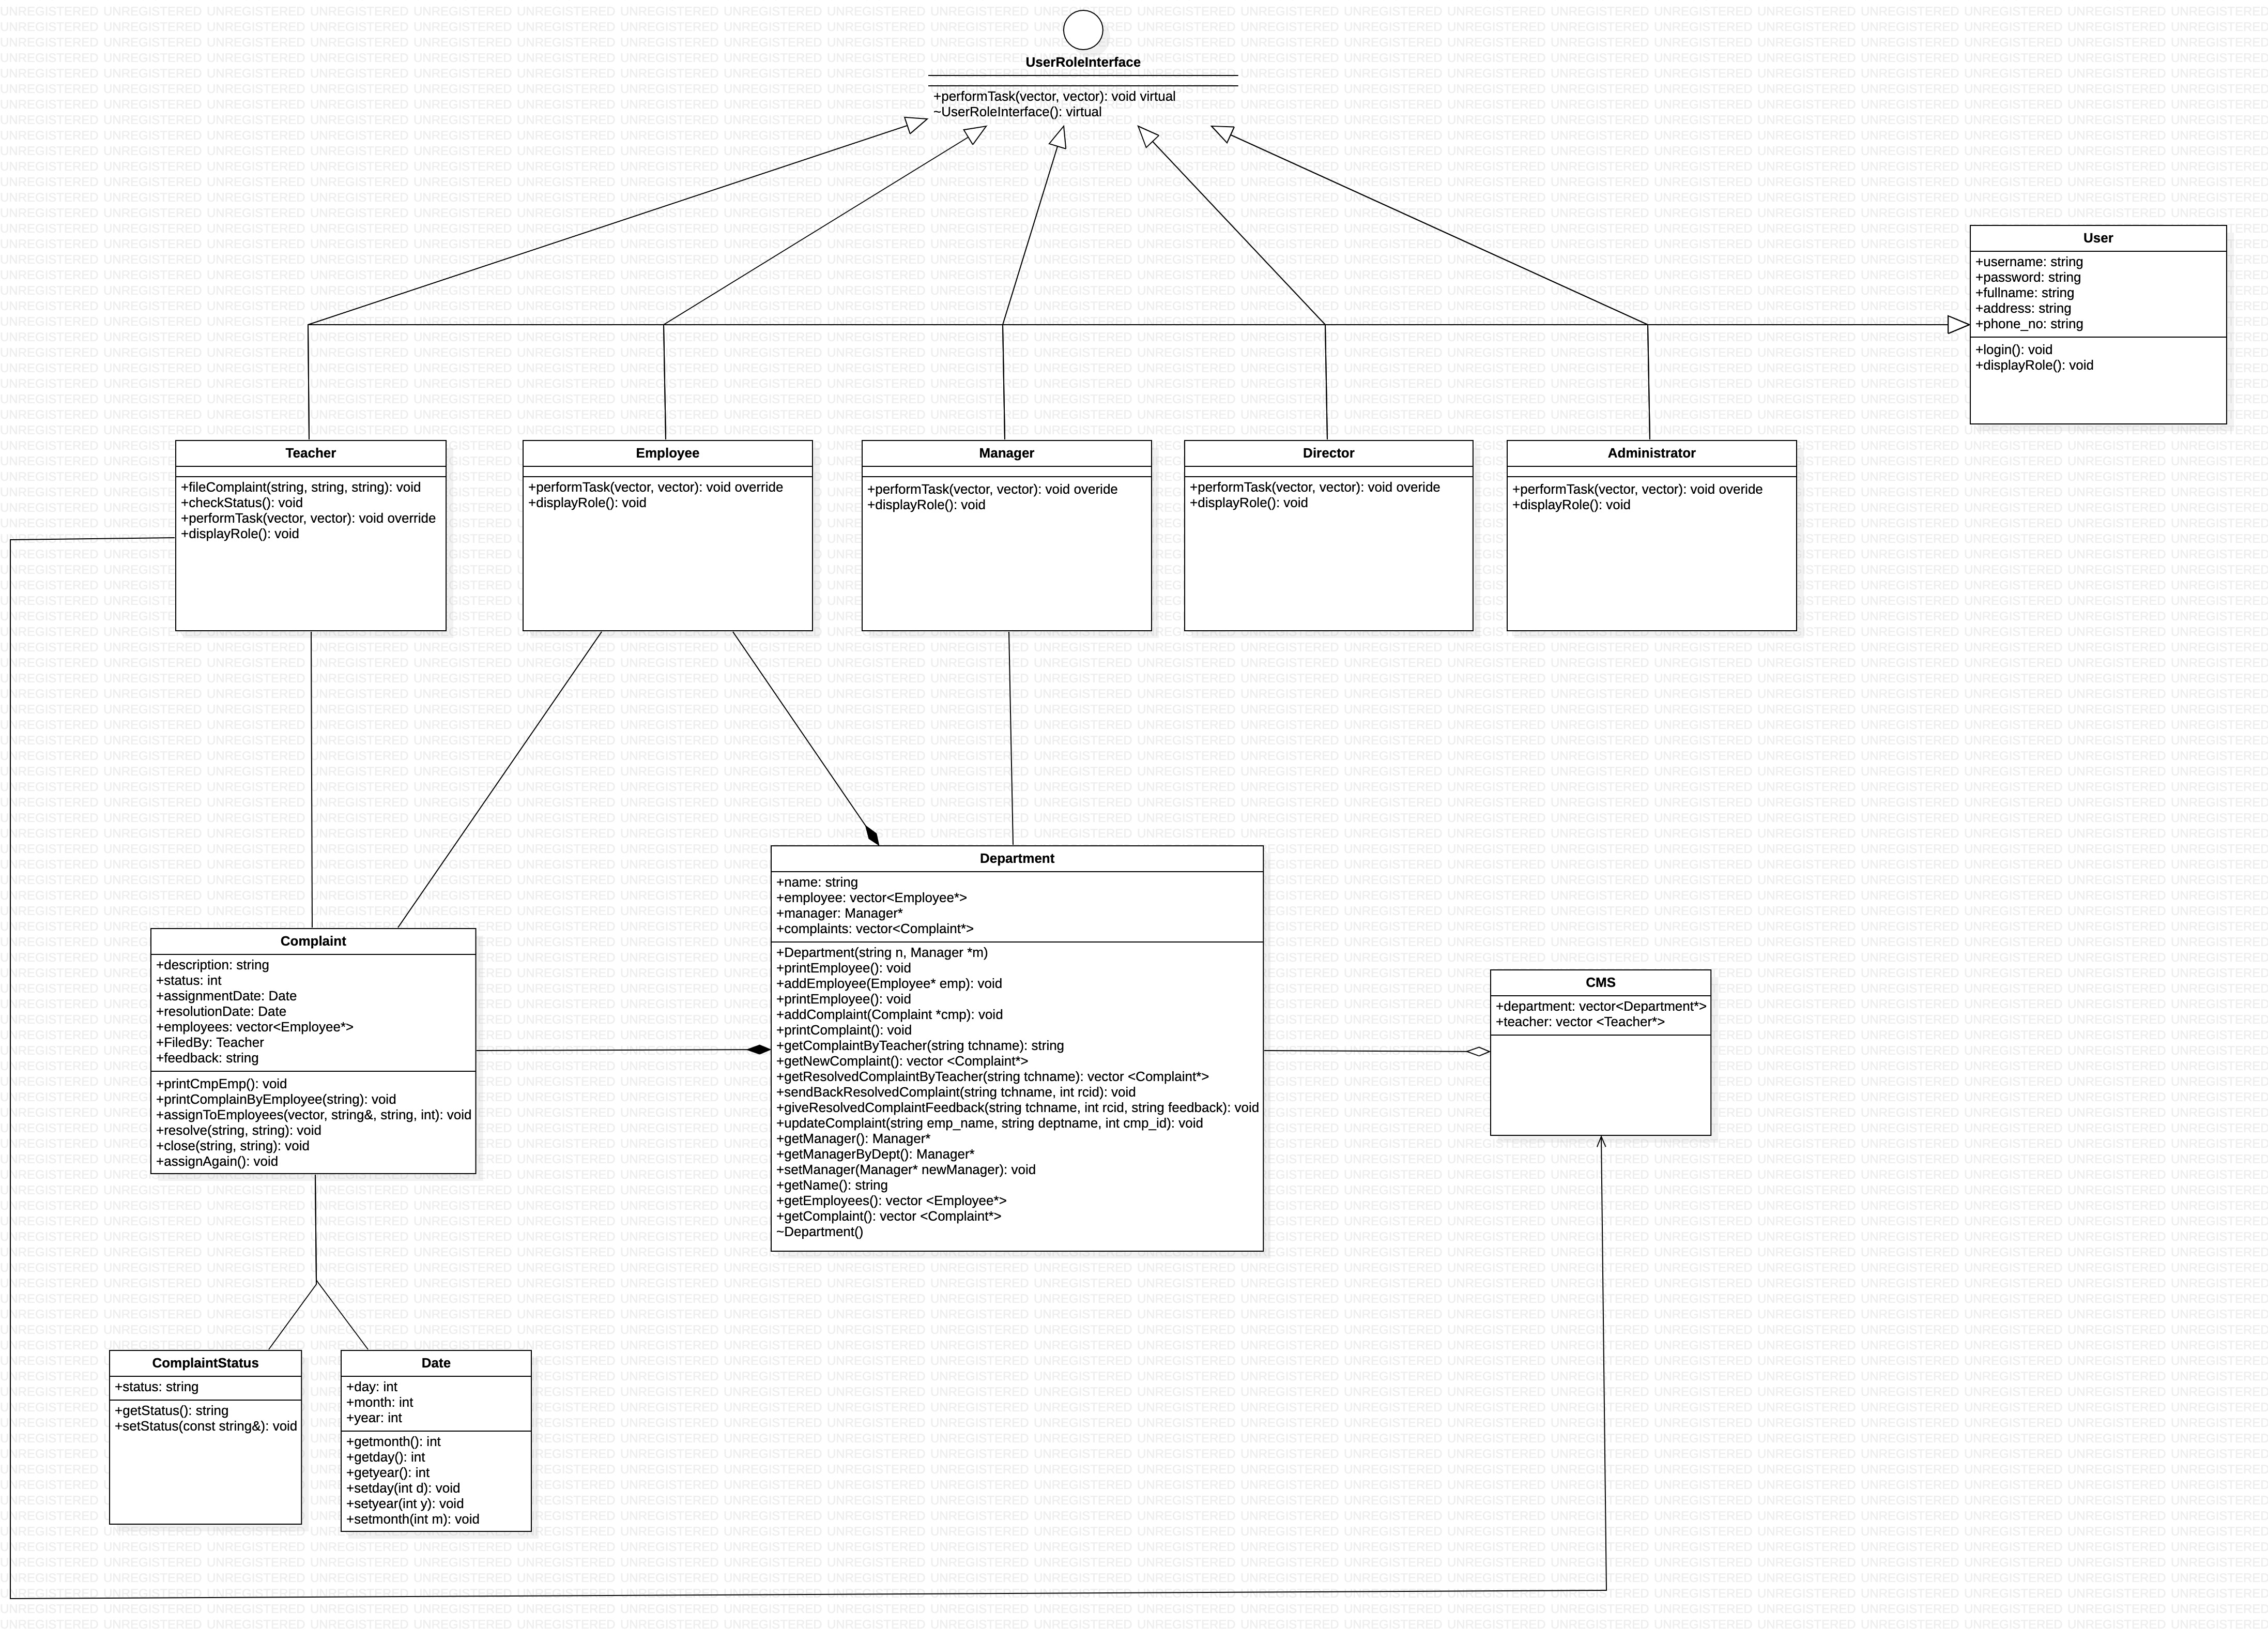 UserRoleInterface
+performTask(vector, vector): void virtual
~UserRoleInterface(): virtual
User
+username: string
+password: string
+fullname: string
+address: string
+phone_no: string
+login(): void
+displayRole(): void
Teacher
+fileComplaint(string, string, string): void
+checkStatus(): void
+performTask(vector, vector): void override
+displayRole(): void
Employee
+performTask(vector, vector): void override
+displayRole(): void
Manager
+performTask(vector, vector): void overide
+displayRole(): void
Director
+performTask(vector, vector): void overide
+displayRole(): void
Administrator
+performTask(vector, vector): void overide
+displayRole(): void
Department
+name: string
+employee: vector<Employee*>
+manager: Manager*
+complaints: vector<Complaint*>
+Department(string n, Manager *m)
+printEmployee(): void
+addEmployee(Employee* emp): void
+printEmployee(): void
+addComplaint(Complaint *cmp): void
+printComplaint(): void
+getComplaintByTeacher(string tchname): string
+getNewComplaint(): vector <Complaint*>
+getResolvedComplaintByTeacher(string tchname): vector <Complaint*>
+sendBackResolvedComplaint(string tchname, int rcid): void
+giveResolvedComplaintFeedback(string tchname, int rcid, string feedback): void
+updateComplaint(string emp_name, string deptname, int cmp_id): void
+getManager(): Manager*
+getManagerByDept(): Manager*
+setManager(Manager* newManager): void
+getName(): string
+getEmployees(): vector <Employee*>
+getComplaint(): vector <Complaint*>
~Department()
Complaint
+description: string
+status: int
+assignmentDate: Date
+resolutionDate: Date
+employees: vector<Employee*>
+FiledBy: Teacher
+feedback: string
+printCmpEmp(): void
+printComplainByEmployee(string): void
+assignToEmployees(vector, string&, string, int): void
+resolve(string, string): void
+close(string, string): void
+assignAgain(): void
CMS
+department: vector<Department*>
+teacher: vector <Teacher*>
ComplaintStatus
+status: string
+getStatus(): string
+setStatus(const string&): void
Date
+day: int
+month: int
+year: int
+getmonth(): int
+getday(): int
+getyear(): int
+setday(int d): void
+setyear(int y): void
+setmonth(int m): void